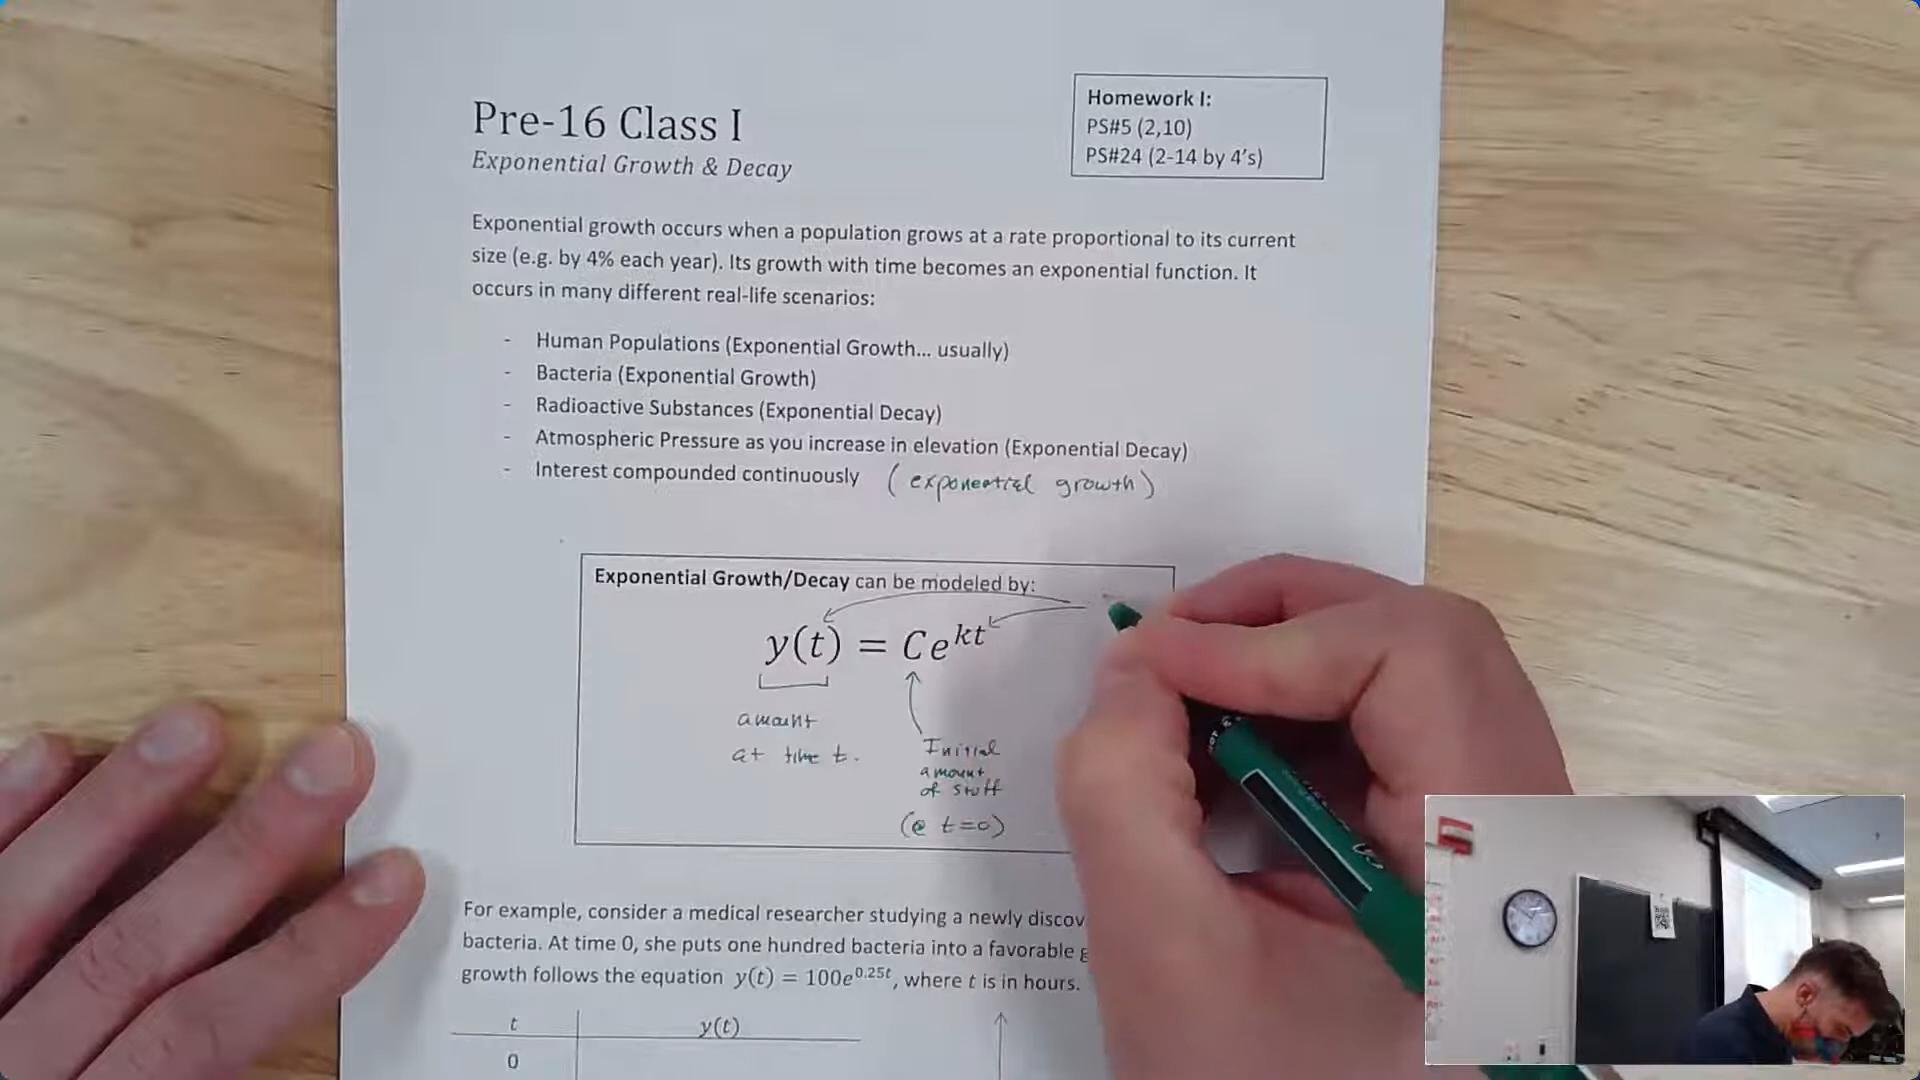 Pre-16 Class I
Exponential Growth & Decay
Homework I:
PS#5 (2,10)
PS#24 (2-14 by 4's)
Exponential growth occurs when a population grows at a rate proportional to its current
size (e.g. by 4% each year). Its growth with time becomes an exponential function. It
occurs in many different real-life scenarios:
- Human Populations (Exponential Growth... usually)
- Bacteria (Exponential Growth)
- Radioactive Substances (Exponential Decay)
- Atmospheric Pressure as you increase in elevation (Exponential Decay)
- Interest compounded continuously (exponential growth)
Exponential Growth/Decay can be modeled by:
y(t) = Ce^{kt}
amount
at time t.
Initial
amount
of stuff
(@ t=0)
For example, consider a medical researcher studying a newly
bacteria. At time 0, she puts one hundred bacteria into a favorable
growth follows the equation y(t) = 100e^{0.25t}, where t is in hours.
t y(t)
0